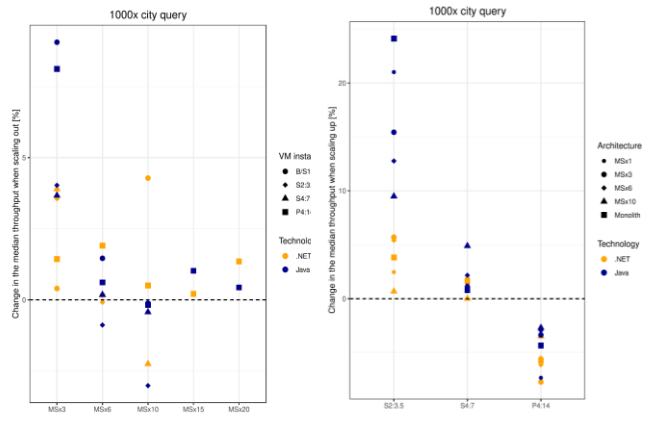 1000x city query
Change in the median throughput when scaling out [%]
5
0
MSx3 MSx6 MSx10 MSx15 MSx20
VM insta
B/S1
S2:3
S4:7
P4:1
Technolo
.NET
Java
1000x city query
Change in the median throughput when scaling up [%]
20
10
0
S2:3.5 S4:7 P4:14
Architecture
MSx1
MSx3
MSx6
MSx10
Monolith
Technology
.NET
Java